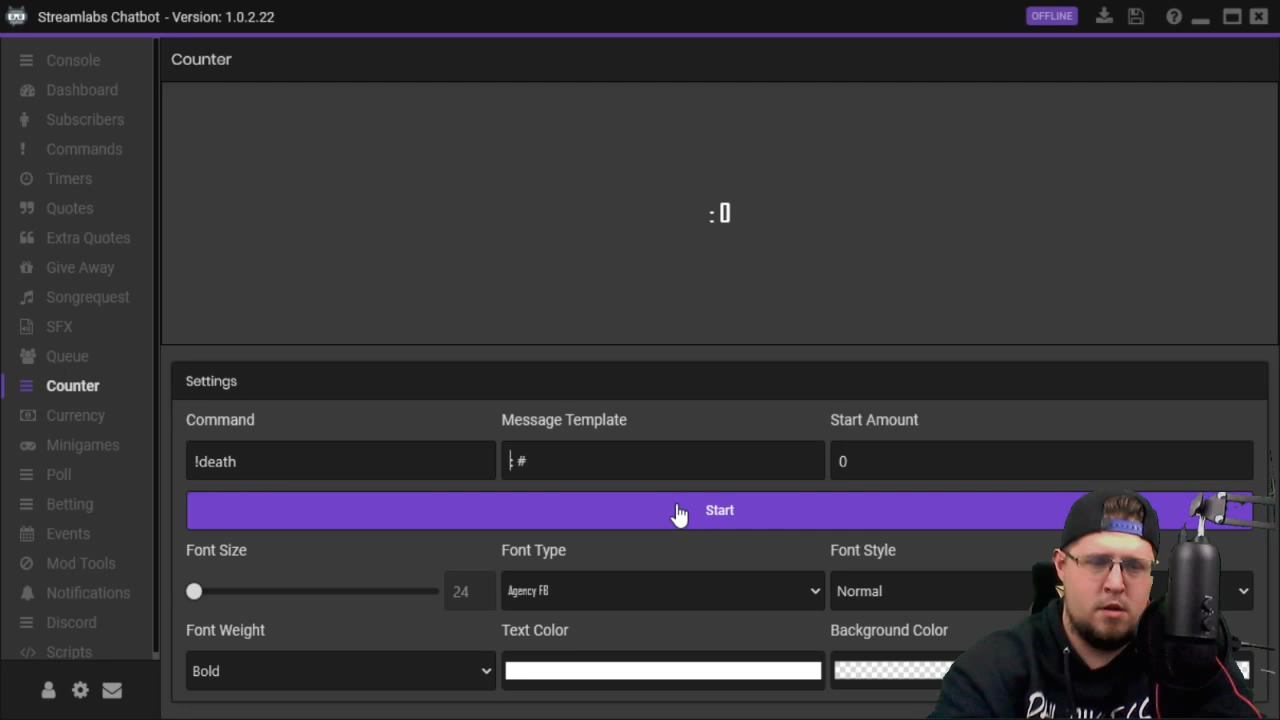 Streamlabs Chatbot - Version: 1.0.2.22
OFFLINE
Console
Dashboard
Subscribers
Commands
Timers
Quotes
Extra Quotes
Give Away
Songrequest
SFX
Queue
Counter
Currency
Minigames
Poll
Betting
Events
Mod Tools
Notifications
Discord
Scripts
Counter
: 0
Settings
Command
Message Template
Start Amount
!death
: #
0
Start
Font Size
Font Type
Font Style
24
Agency FB
Normal
Font Weight
Text Color
Background Color
Bold